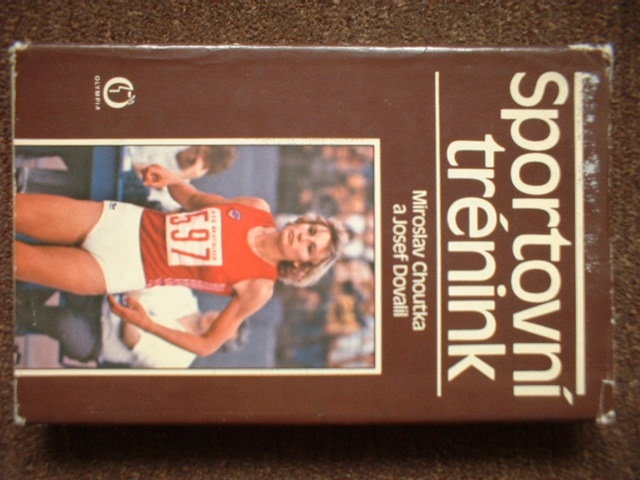 Sportovní
trénink
Miroslav Choutka
a Josef Dovalil
597
OLYMPIA